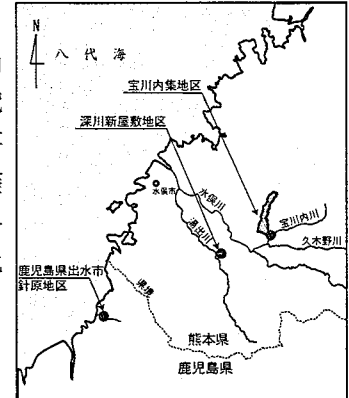 N
八代海
宝川内集地区
深川新屋敷地区
水俣市
水俣川
湯出川
宝川内川
久木野川
鹿児島県出水市
針原地区
県境
熊本県
鹿児島県